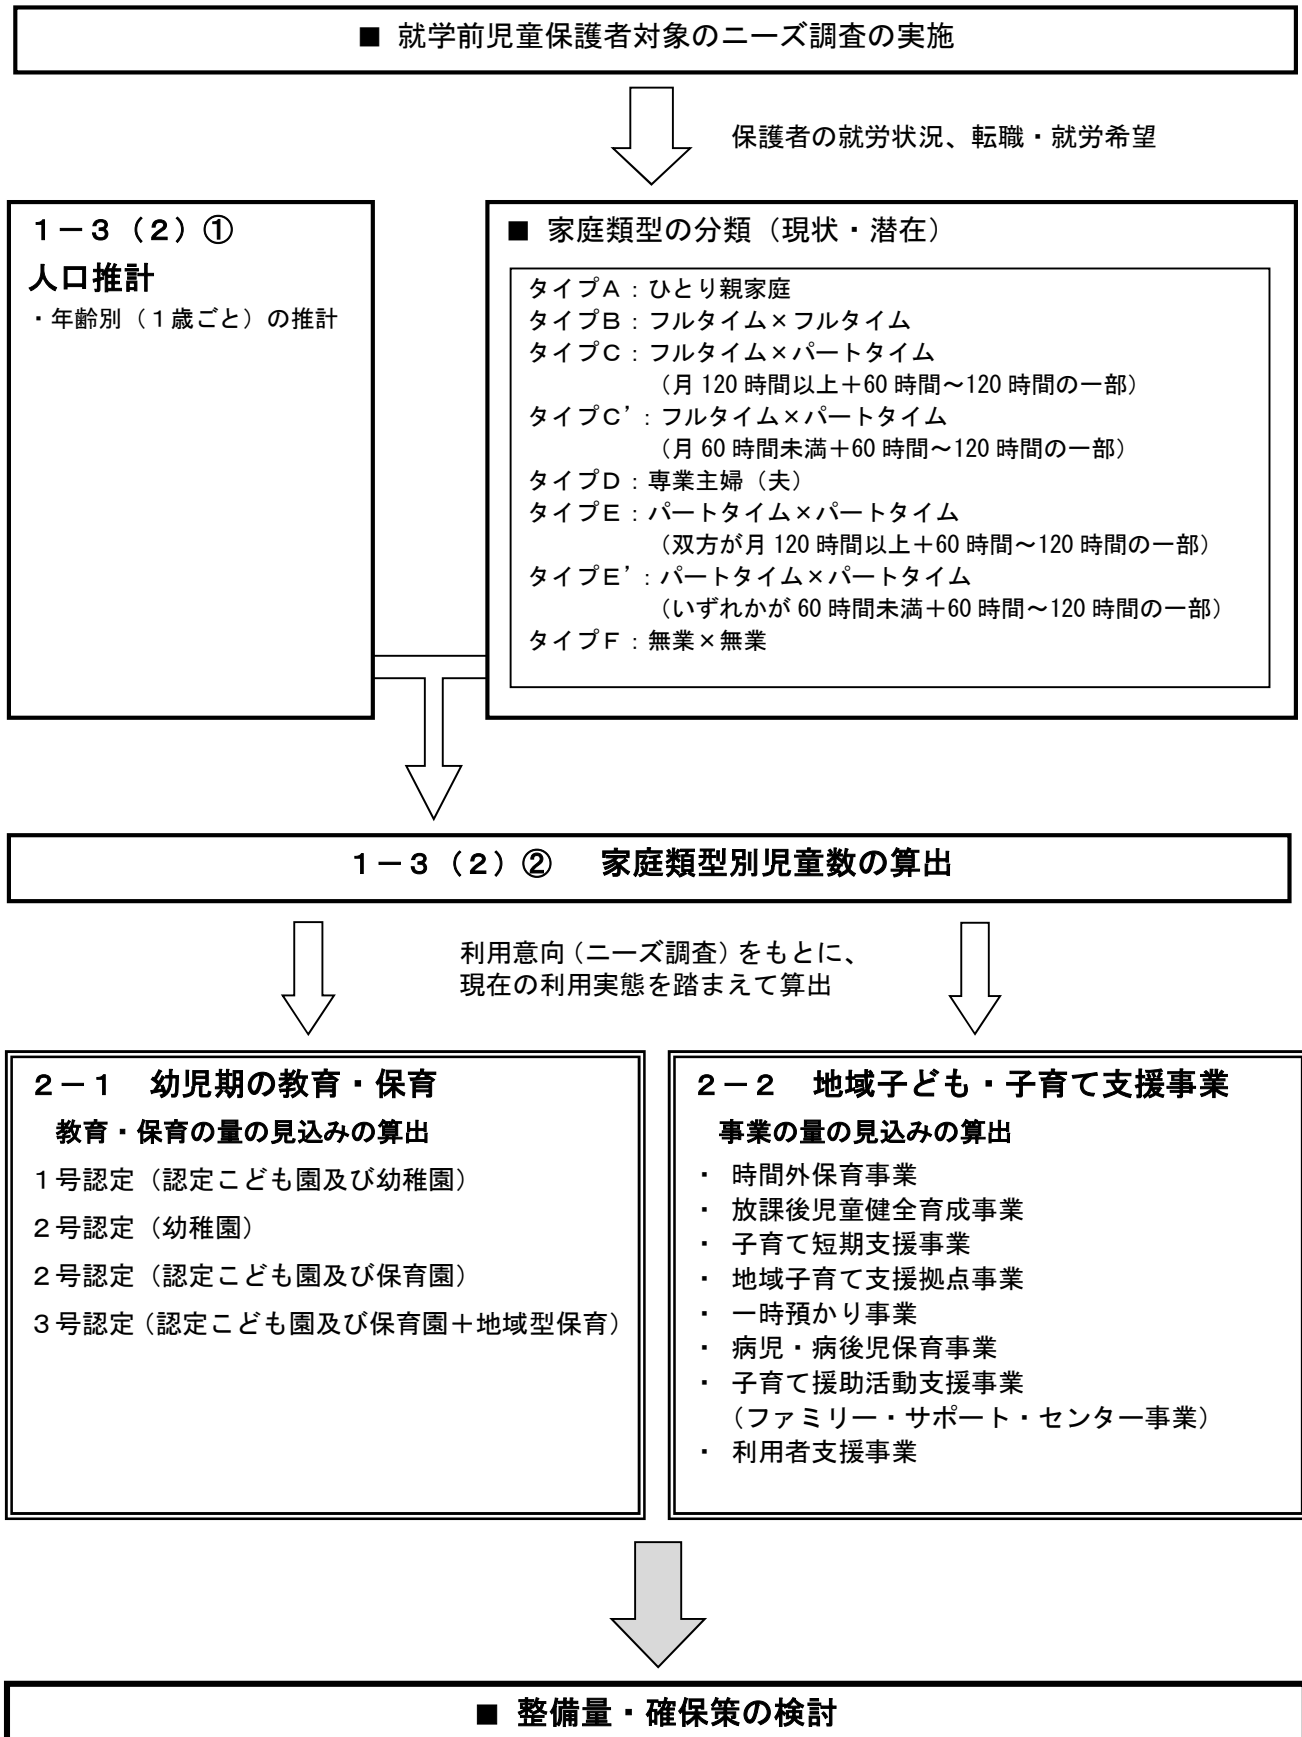 ■ 就学前児童保護者対象のニーズ調査の実施
保護者の就労状況、転職・就労希望
１－３（２）①
人口推計
・年齢別（１歳ごと）の推計
■ 家庭類型の分類（現状・潜在）
タイプＡ：ひとり親家庭
タイプＢ：フルタイム×フルタイム
タイプＣ：フルタイム×パートタイム
（月120時間以上＋60時間～120時間の一部）
タイプＣ’：フルタイム×パートタイム
（月60時間未満＋60時間～120時間の一部）
タイプＤ：専業主婦（夫）
タイプＥ：パートタイム×パートタイム
（双方が月120時間以上＋60時間～120時間の一部）
タイプＥ’：パートタイム×パートタイム
（いずれかが60時間未満＋60時間～120時間の一部）
タイプＦ：無業×無業
１－３（２）②　家庭類型別児童数の算出
利用意向（ニーズ調査）をもとに、
現在の利用実態を踏まえて算出
２－１　幼児期の教育・保育
教育・保育の量の見込みの算出
１号認定（認定こども園及び幼稚園）
２号認定（幼稚園）
２号認定（認定こども園及び保育園）
３号認定（認定こども園及び保育園＋地域型保育）
２－２　地域子ども・子育て支援事業
事業の量の見込みの算出
・ 時間外保育事業
・ 放課後児童健全育成事業
・ 子育て短期支援事業
・ 地域子育て支援拠点事業
・ 一時預かり事業
・ 病児・病後児保育事業
・ 子育て援助活動支援事業
（ファミリー・サポート・センター事業）
・ 利用者支援事業
■ 整備量・確保策の検討